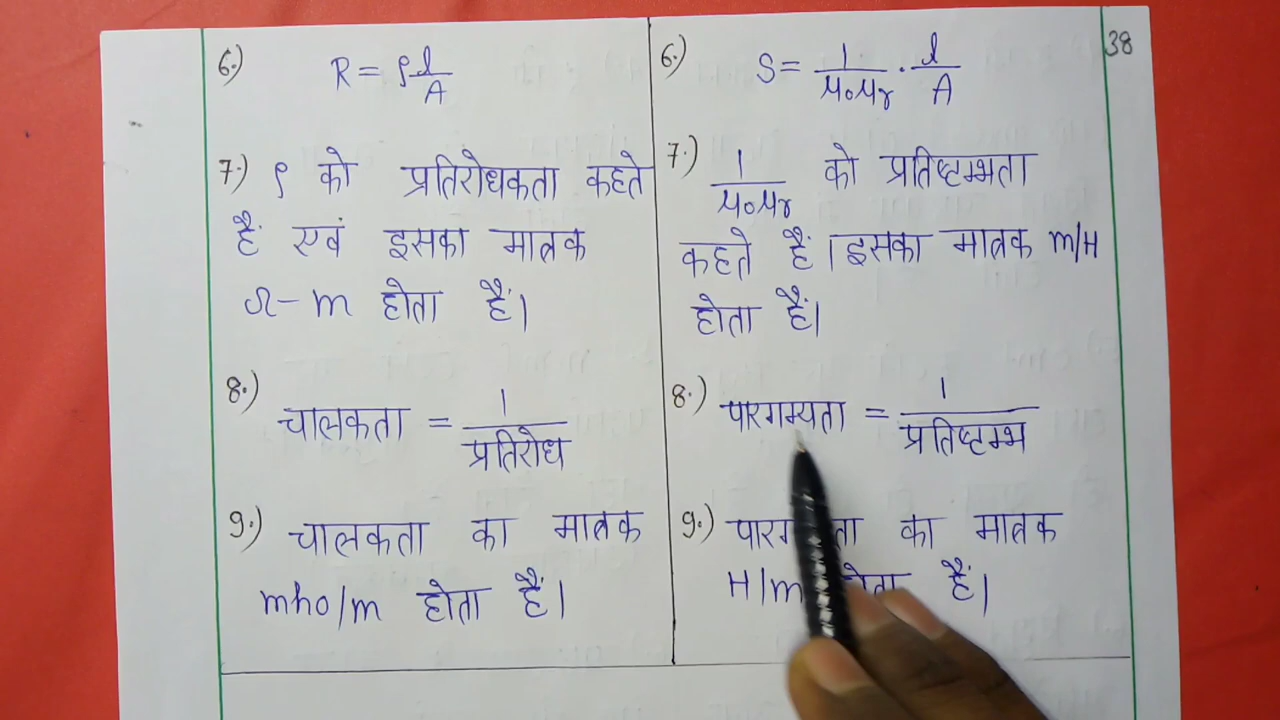 38
6.) R = ρ l/A
7.) ρ को प्रतिरोधकता कहते
हैं एवं इसका मात्रक
Ω-m होता हैं।
8.) चालकता = 1/प्रतिरोध
9.) चालकता का मात्रक
mho/m होता हैं।
6.) S = 1/μ₀μr . l/A
7.) 1/μ₀μr को प्रतिष्टम्भता
कहते हैं। इसका मात्रक m/H
होता हैं।
8.) पारगम्यता = 1/प्रतिष्टम्भ
9.) का मात्रक
H/m होता हैं।